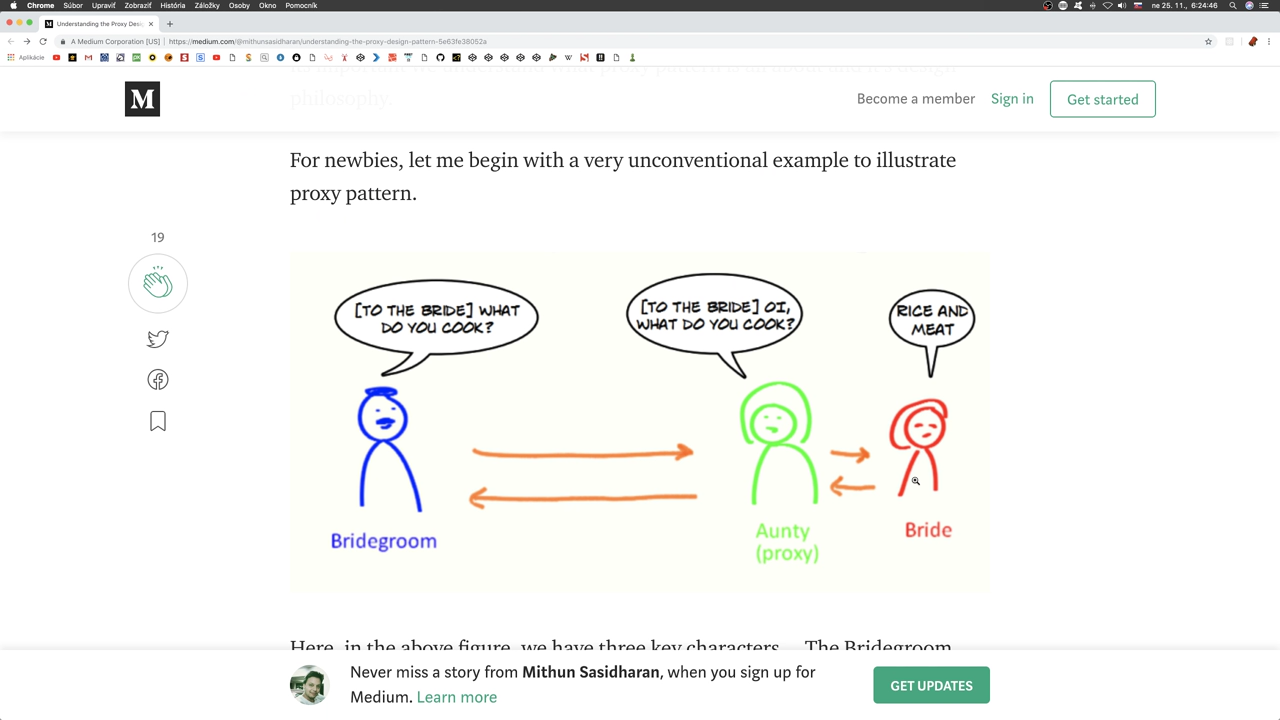 Chrome Súbor Upraviť Zobraziť História Záložky Osoby Okno Pomocník
ne 25. 11., 6:24:46
Understanding the Proxy Des
A Medium Corporation [US] | https://medium.com/@mithunsasidharan/understanding-the-proxy-design-pattern-5e63fe38052a
Aplikácie
philosophy.
M
Become a member Sign in Get started
For newbies, let me begin with a very unconventional example to illustrate
proxy pattern.
19
[TO THE BRIDE] WHAT
DO YOU COOK?
[TO THE BRIDE] OI,
WHAT DO YOU COOK?
RICE AND
MEAT
Bridegroom
Aunty
(proxy)
Bride
Here, in the above figure, we have three key characters — The Bridegroom,
Never miss a story from Mithun Sasidharan, when you sign up for
Medium. Learn more
GET UPDATES